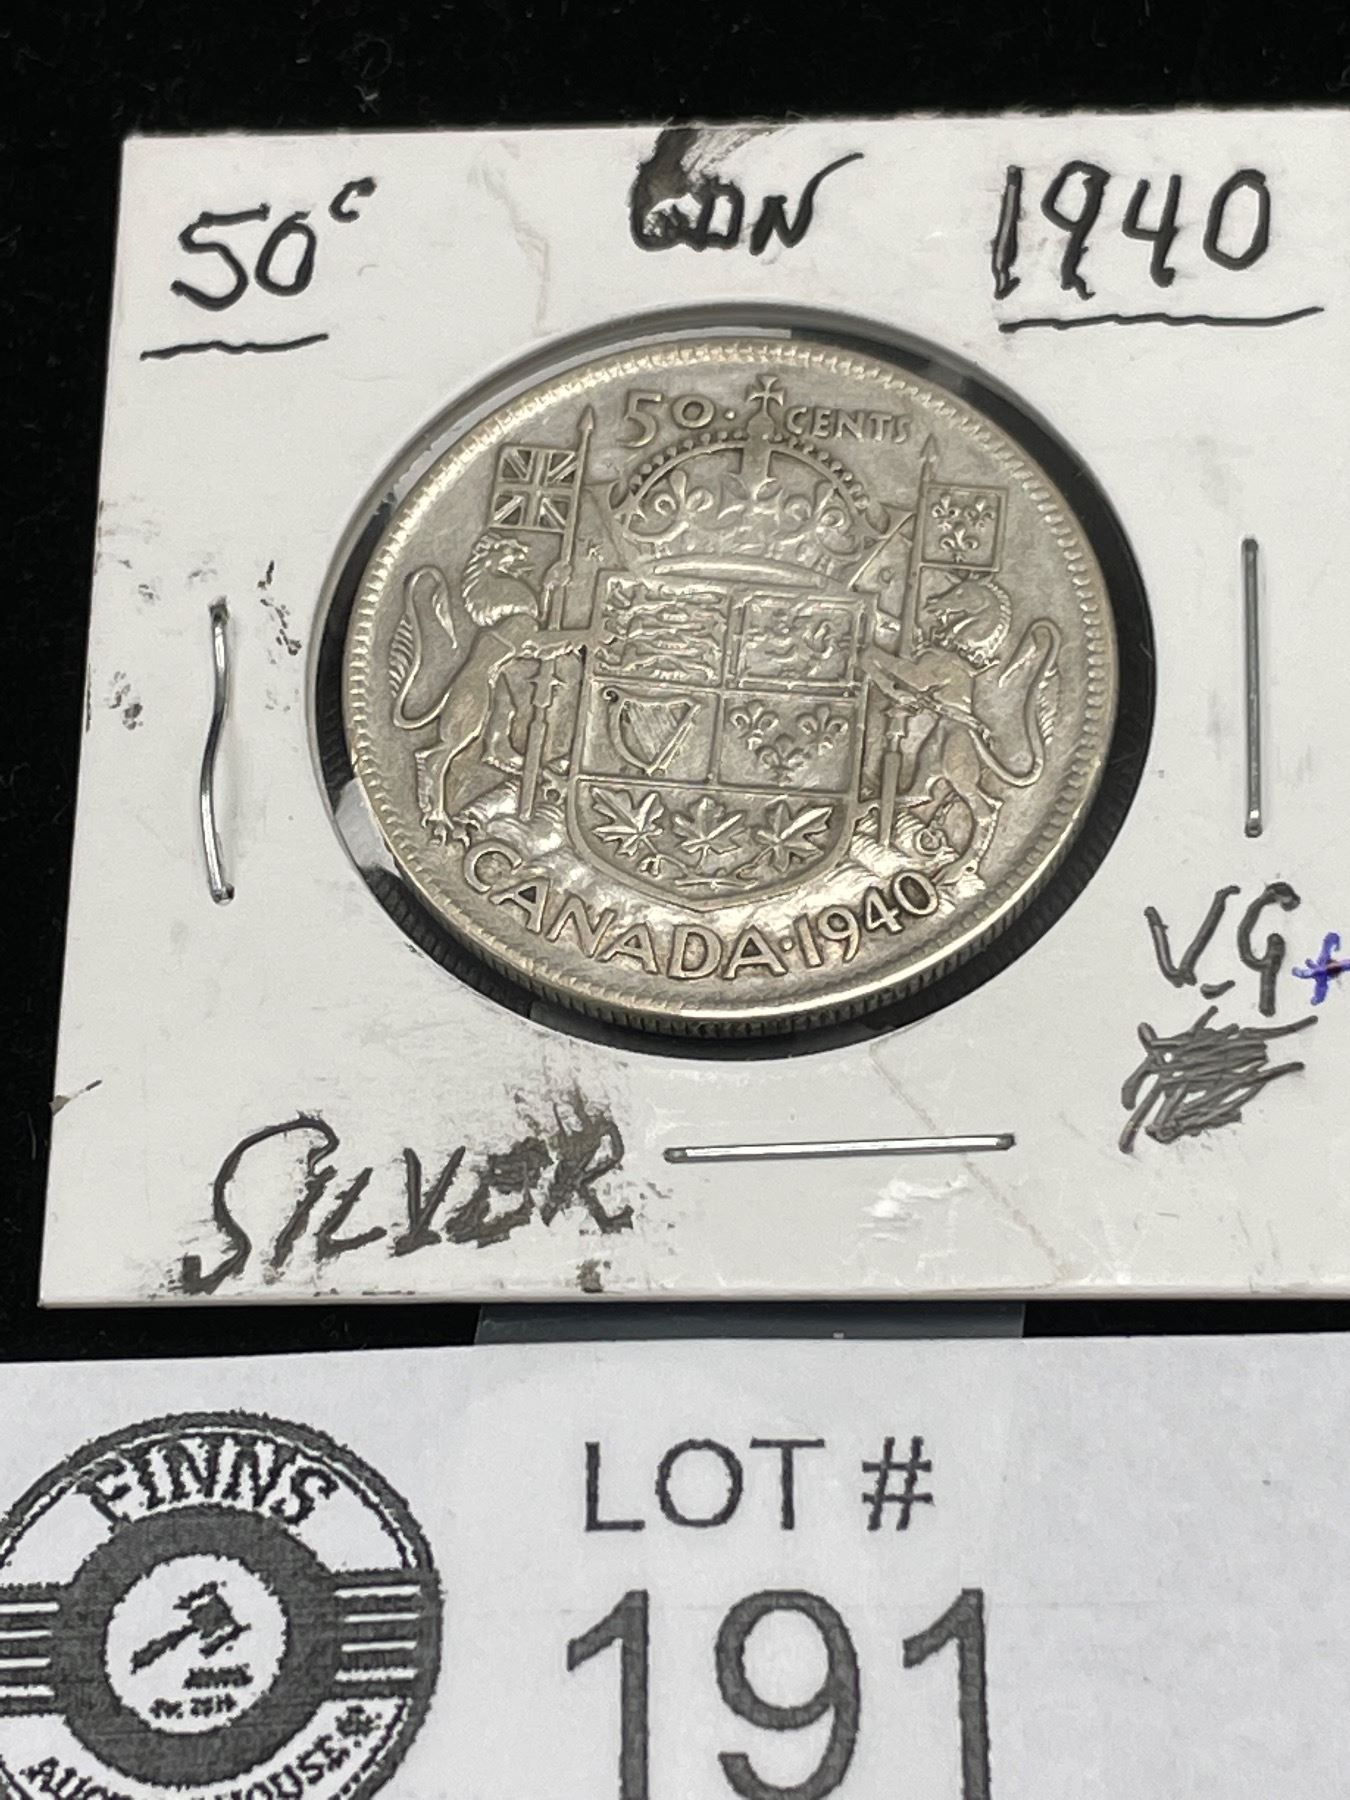 50¢ CDN 1940
50 · CENTS
CANADA · 1940
V.G+
SILVER
FINNS
AUCTION HOUSE
LOT #
191